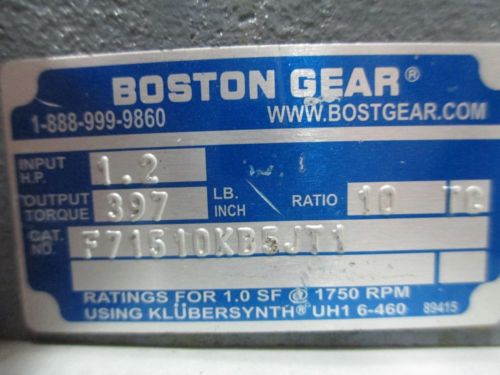 BOSTON GEAR®
1-888-999-9860 WWW.BOSTGEAR.COM
INPUT H.P. 1.2
OUTPUT TORQUE 397 LB. INCH RATIO 10
CAT. NO. F71510KB5JT1
RATINGS FOR 1.0 SF @ 1750 RPM
USING KLÜBERSYNTH® UH1 6-460 89415